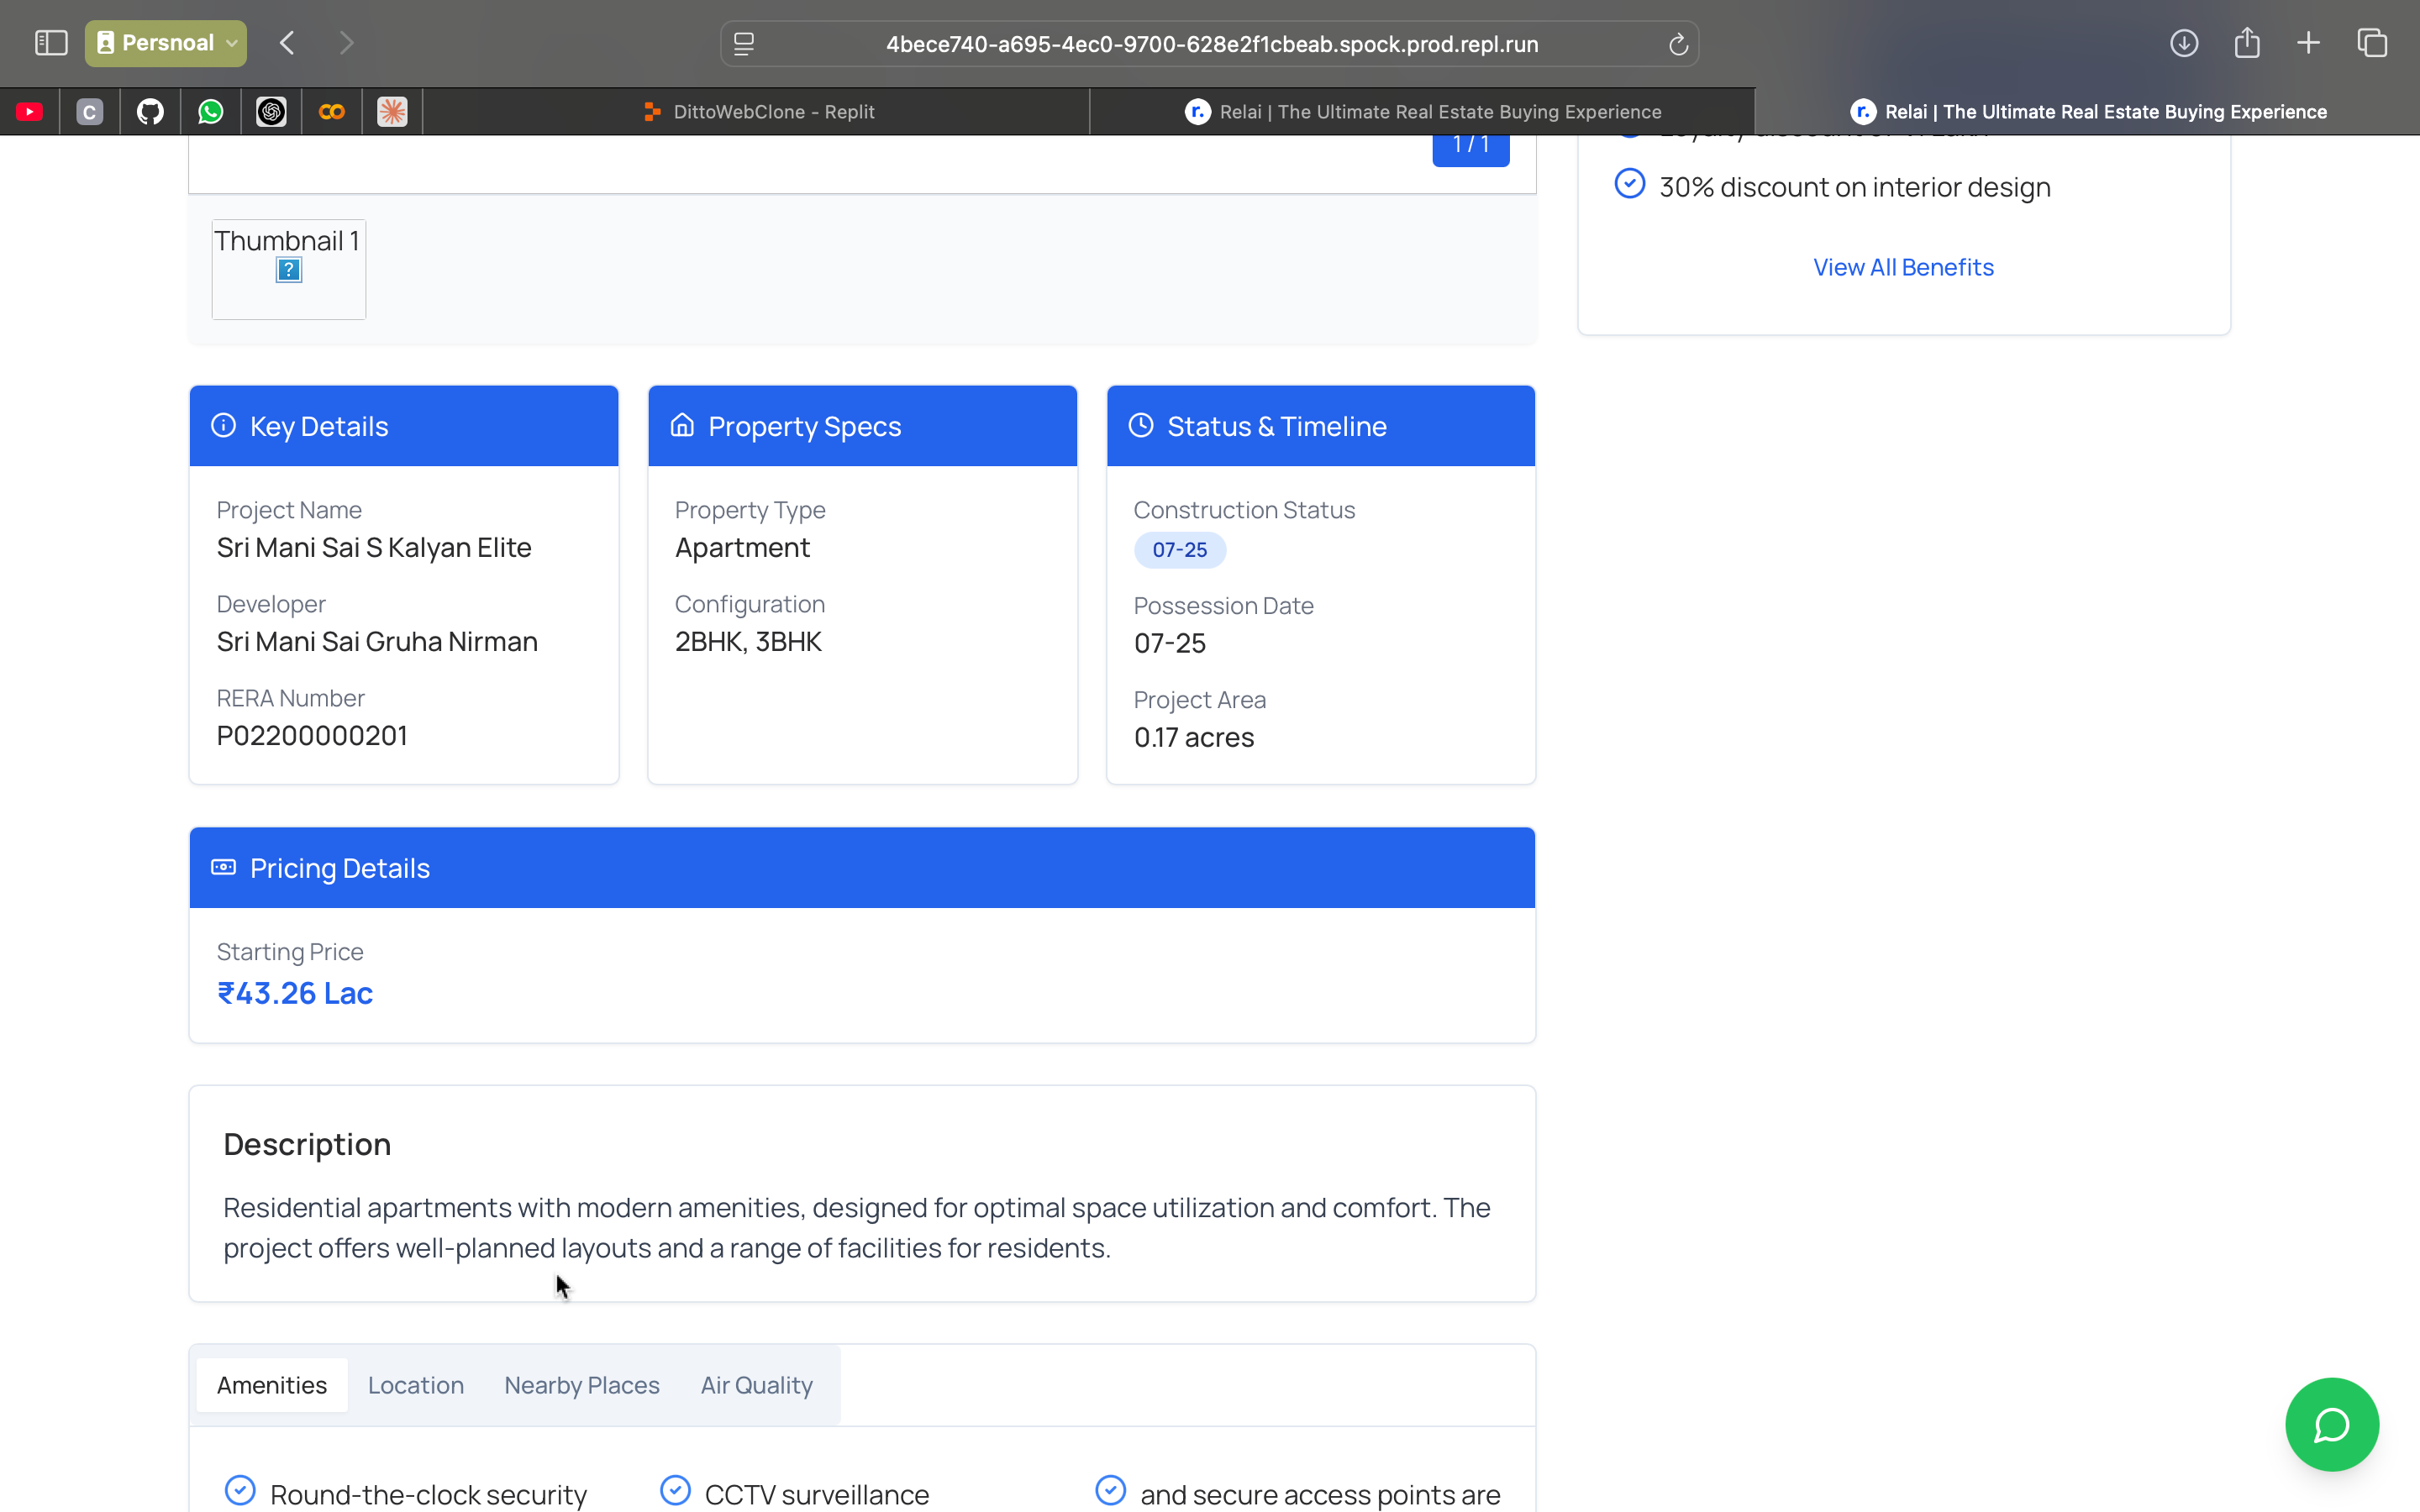 Persnoal
4bece740-a695-4ec0-9700-628e2f1cbeab.spock.prod.repl.run
C
DittoWebClone - Replit
r. Relai | The Ultimate Real Estate Buying Experience
r. Relai | The Ultimate Real Estate Buying Experience
1 / 1
30% discount on interior design
View All Benefits
Thumbnail 1
?
Key Details
Project Name
Sri Mani Sai S Kalyan Elite
Developer
Sri Mani Sai Gruha Nirman
RERA Number
P02200000201
Property Specs
Property Type
Apartment
Configuration
2BHK, 3BHK
Status & Timeline
Construction Status
07-25
Possession Date
07-25
Project Area
0.17 acres
Pricing Details
Starting Price
₹43.26 Lac
Description
Residential apartments with modern amenities, designed for optimal space utilization and comfort. The
project offers well-planned layouts and a range of facilities for residents.
Amenities Location Nearby Places Air Quality
Round-the-clock security CCTV surveillance and secure access points are